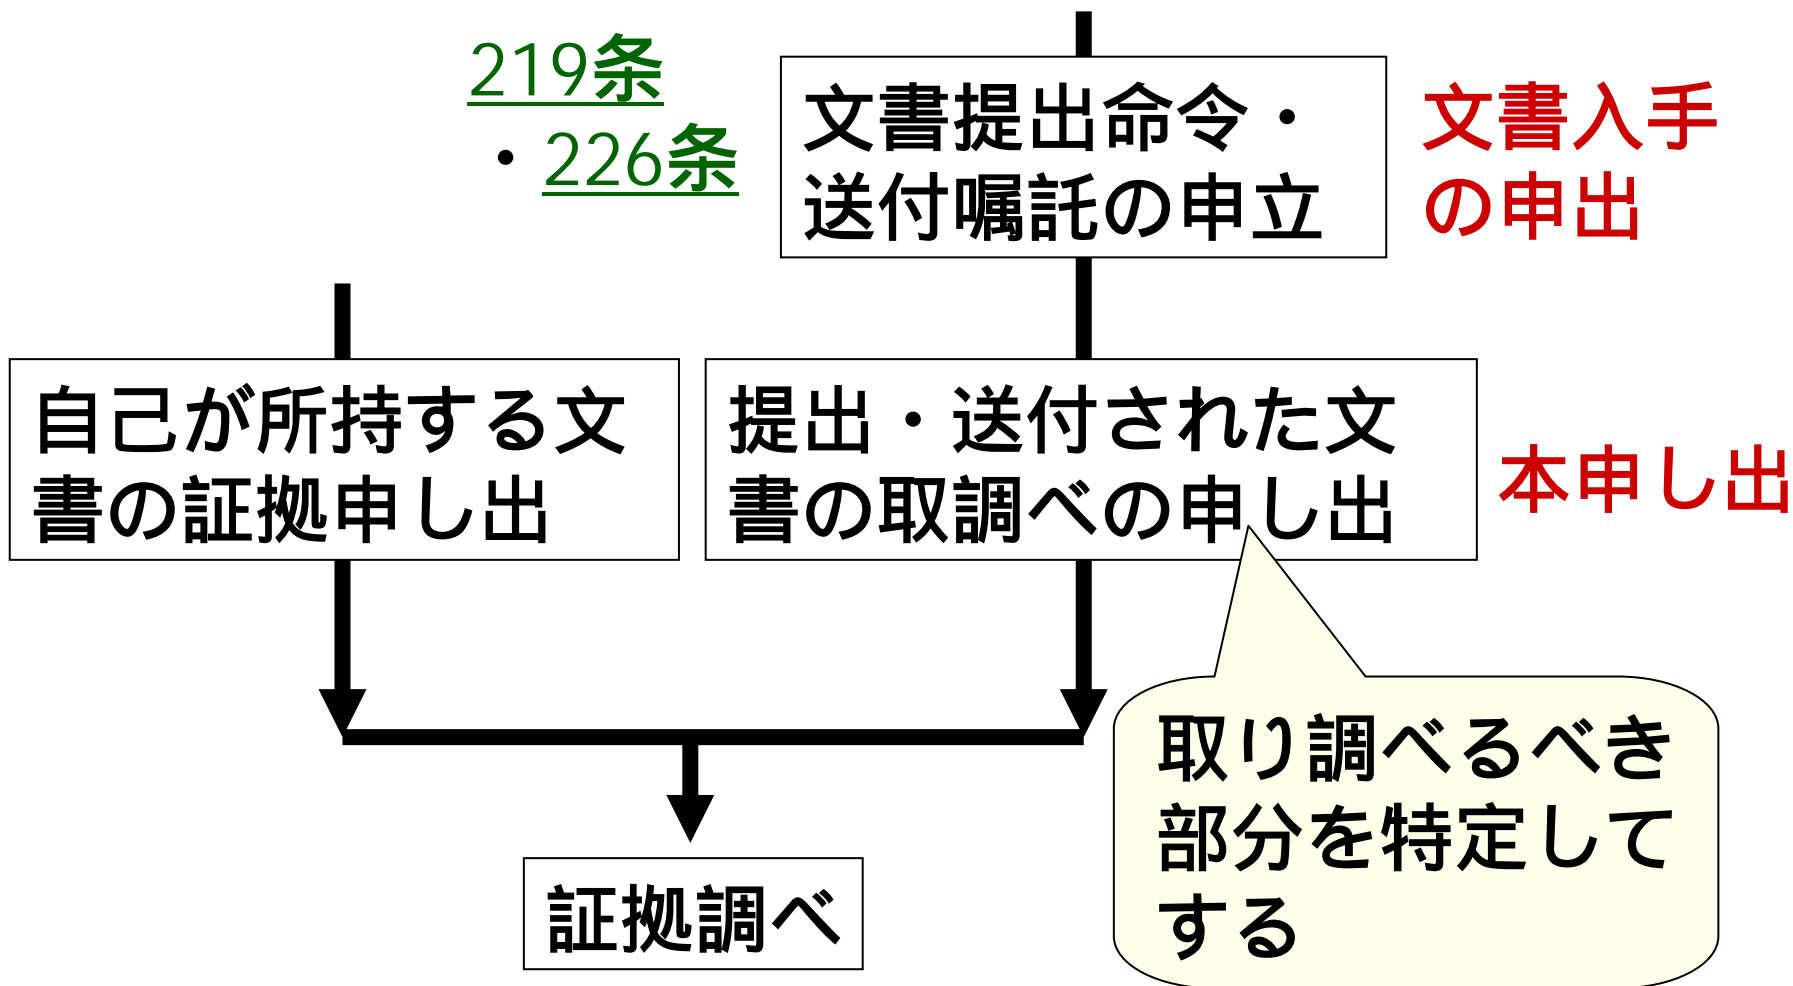 219条
・226条
文書提出命令・
送付嘱託の申立
文書入手
の申出
自己が所持する文
書の証拠申し出
提出・送付された文
書の取調べの申し出
本申し出
取り調べるべき
部分を特定して
する
証拠調べ